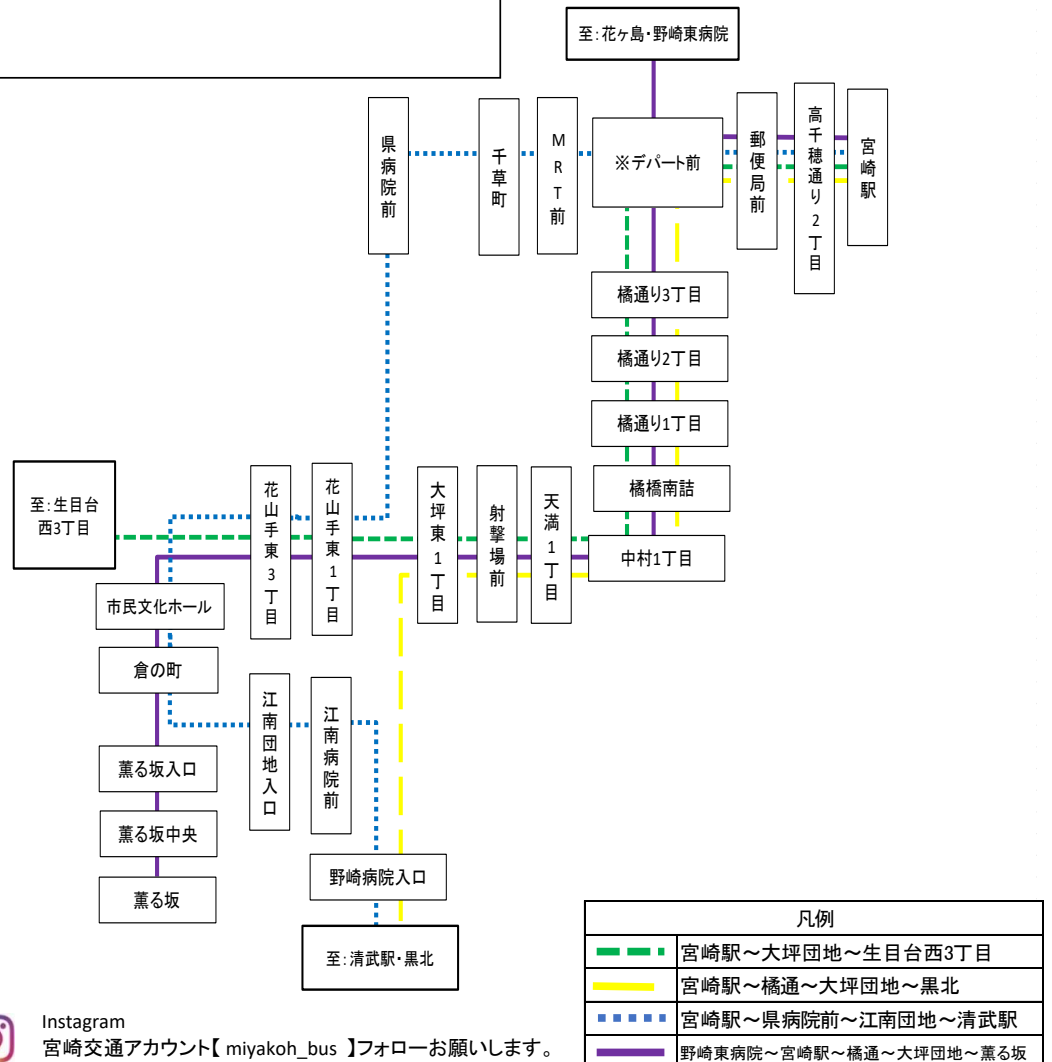 至:花ヶ島・野崎東病院
県病院前
千草町
MRT前
※デパート前
郵便局前
高千穂通り2丁目
宮崎駅
橘通り3丁目
橘通り2丁目
橘通り1丁目
橘橋南詰
中村1丁目
至:生目台
西3丁目
花山手東3丁目
花山手東1丁目
大坪東1丁目
射撃場前
天満1丁目
市民文化ホール
倉の町
江南団地入口
江南病院前
薫る坂入口
薫る坂中央
薫る坂
野崎病院入口
至:清武駅・黒北
凡例
宮崎駅~大坪団地~生目台西3丁目
宮崎駅~橘通~大坪団地~黒北
宮崎駅~県病院前~江南団地~清武駅
野崎東病院~宮崎駅~橘通~大坪団地~薫る坂
Instagram
宮崎交通アカウント【 miyakoh_bus 】フォローお願いします。